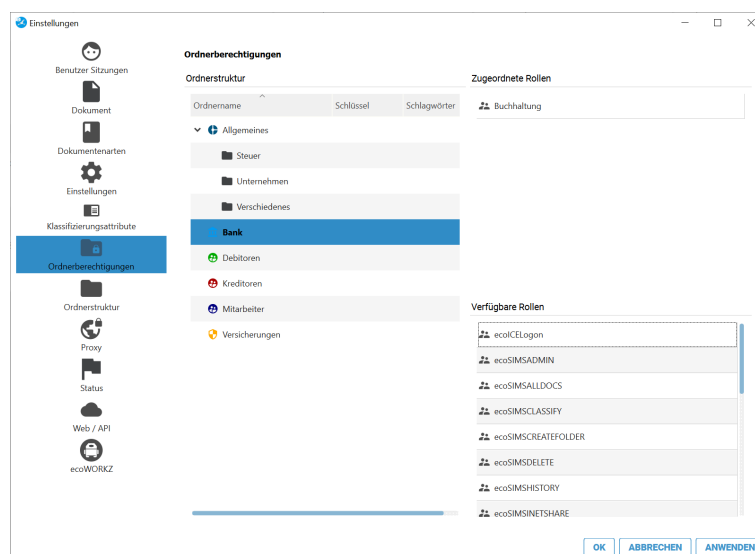 Einstellungen
Benutzer Sitzungen
Dokument
Dokumentenarten
Einstellungen
Klassifizierungsattribute
Ordnerberechtigungen
Ordnerstruktur
Proxy
Status
Web / API
ecoWORKZ
Ordnerberechtigungen
Ordnerstruktur
Ordnername Schlüssel Schlagwörter
Allgemeines
Steuer
Unternehmen
Verschiedenes
Bank
Debitoren
Kreditoren
Mitarbeiter
Versicherungen
Zugeordnete Rollen
Buchhaltung
Verfügbare Rollen
ecoICELogon
ecoSIMSADMIN
ecoSIMSALLDOCS
ecoSIMSCLASSIFY
ecoSIMSCREATEFOLDER
ecoSIMSDELETE
ecoSIMSHISTORY
ecoSIMSINETSHARE
OK ABBRECHEN ANWENDEN